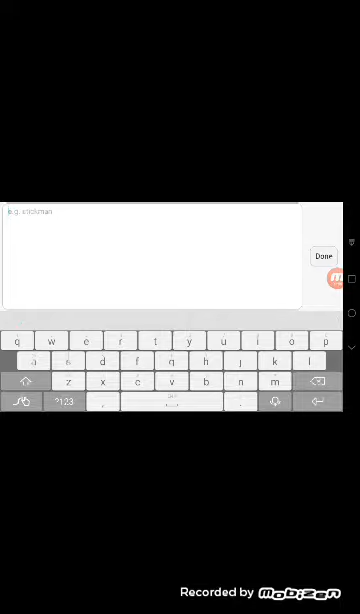 e.g. stickman
Done
q w e r t y u i o p
a s d f g h j k l
z x c v b n m
?123 , .
Recorded by mobizen